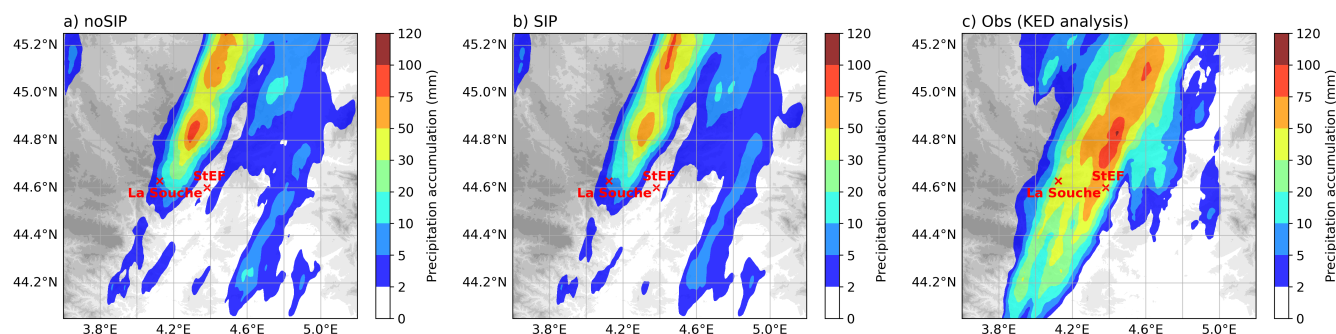 a) noSIP
45.2°N
45.0°N
44.8°N
44.6°N
44.4°N
44.2°N
3.8°E 4.2°E 4.6°E 5.0°E
StEF
La Souche
120
100
75
50
30
20
10
5
2
0
Precipitation accumulation (mm)
b) SIP
45.2°N
45.0°N
44.8°N
44.6°N
44.4°N
44.2°N
3.8°E 4.2°E 4.6°E 5.0°E
StEF
La Souche
120
100
75
50
30
20
10
5
2
0
Precipitation accumulation (mm)
c) Obs (KED analysis)
45.2°N
45.0°N
44.8°N
44.6°N
44.4°N
44.2°N
3.8°E 4.2°E 4.6°E 5.0°E
StEF
La Souche
120
100
75
50
30
20
10
5
2
0
Precipitation accumulation (mm)